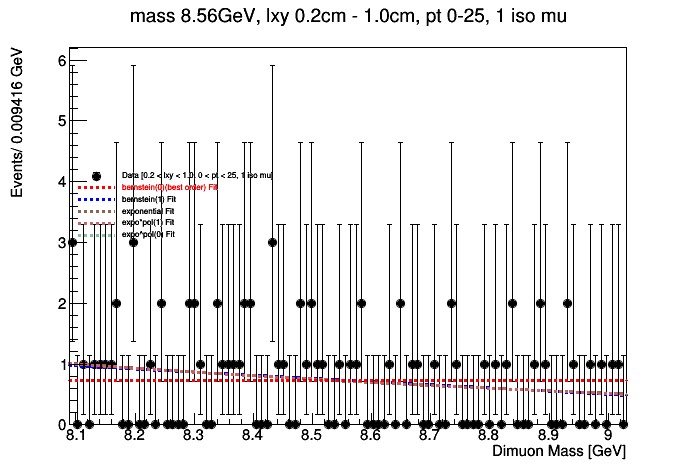 mass 8.56GeV, lxy 0.2cm - 1.0cm, pt 0-25, 1 iso mu
Events/ 0.009416 GeV
6
5
4
3
2
1
0
Data [0.2 < lxy < 1.0, 0 < pt < 25, 1 iso mu]
bernstein(0)(best order) Fit
bernstein(1) Fit
exponential Fit
expo*pol(1) Fit
expo*pol(0) Fit
8.1 8.2 8.3 8.4 8.5 8.6 8.7 8.8 8.9 9
Dimuon Mass [GeV]